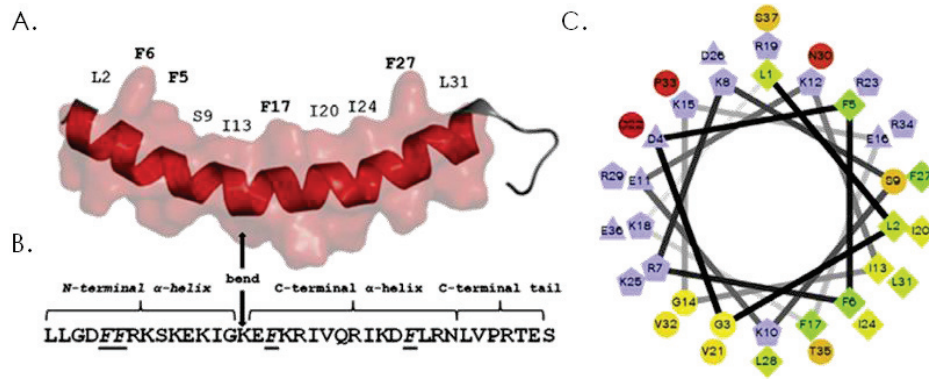 A.
F6
L2
F5
S9
I13
F17
I20
I24
F27
L31
B.
bend
N-terminal α-helix
C-terminal α-helix
C-terminal tail
LLGDFFRKSKEKIGKEFKRIVQRIKDFLRNLVPRTES
C.
S37
D26
R19
N30
L1
K8
K12
P33
K15
F5
R23
D4
E16
R34
R29
E11
S9
F27
E36
K18
L2
I20
K25
R7
I13
L31
G14
F6
V32
G3
K10
F17
I24
V21
L28
T35